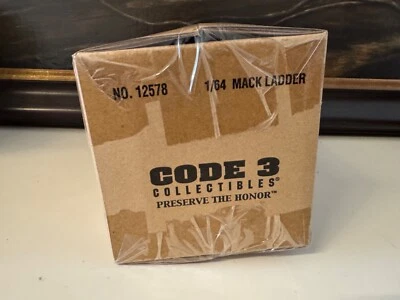 NO. 12578 1/64 MACK LADDER
CODE 3
COLLECTIBLES®
PRESERVE THE HONOR™